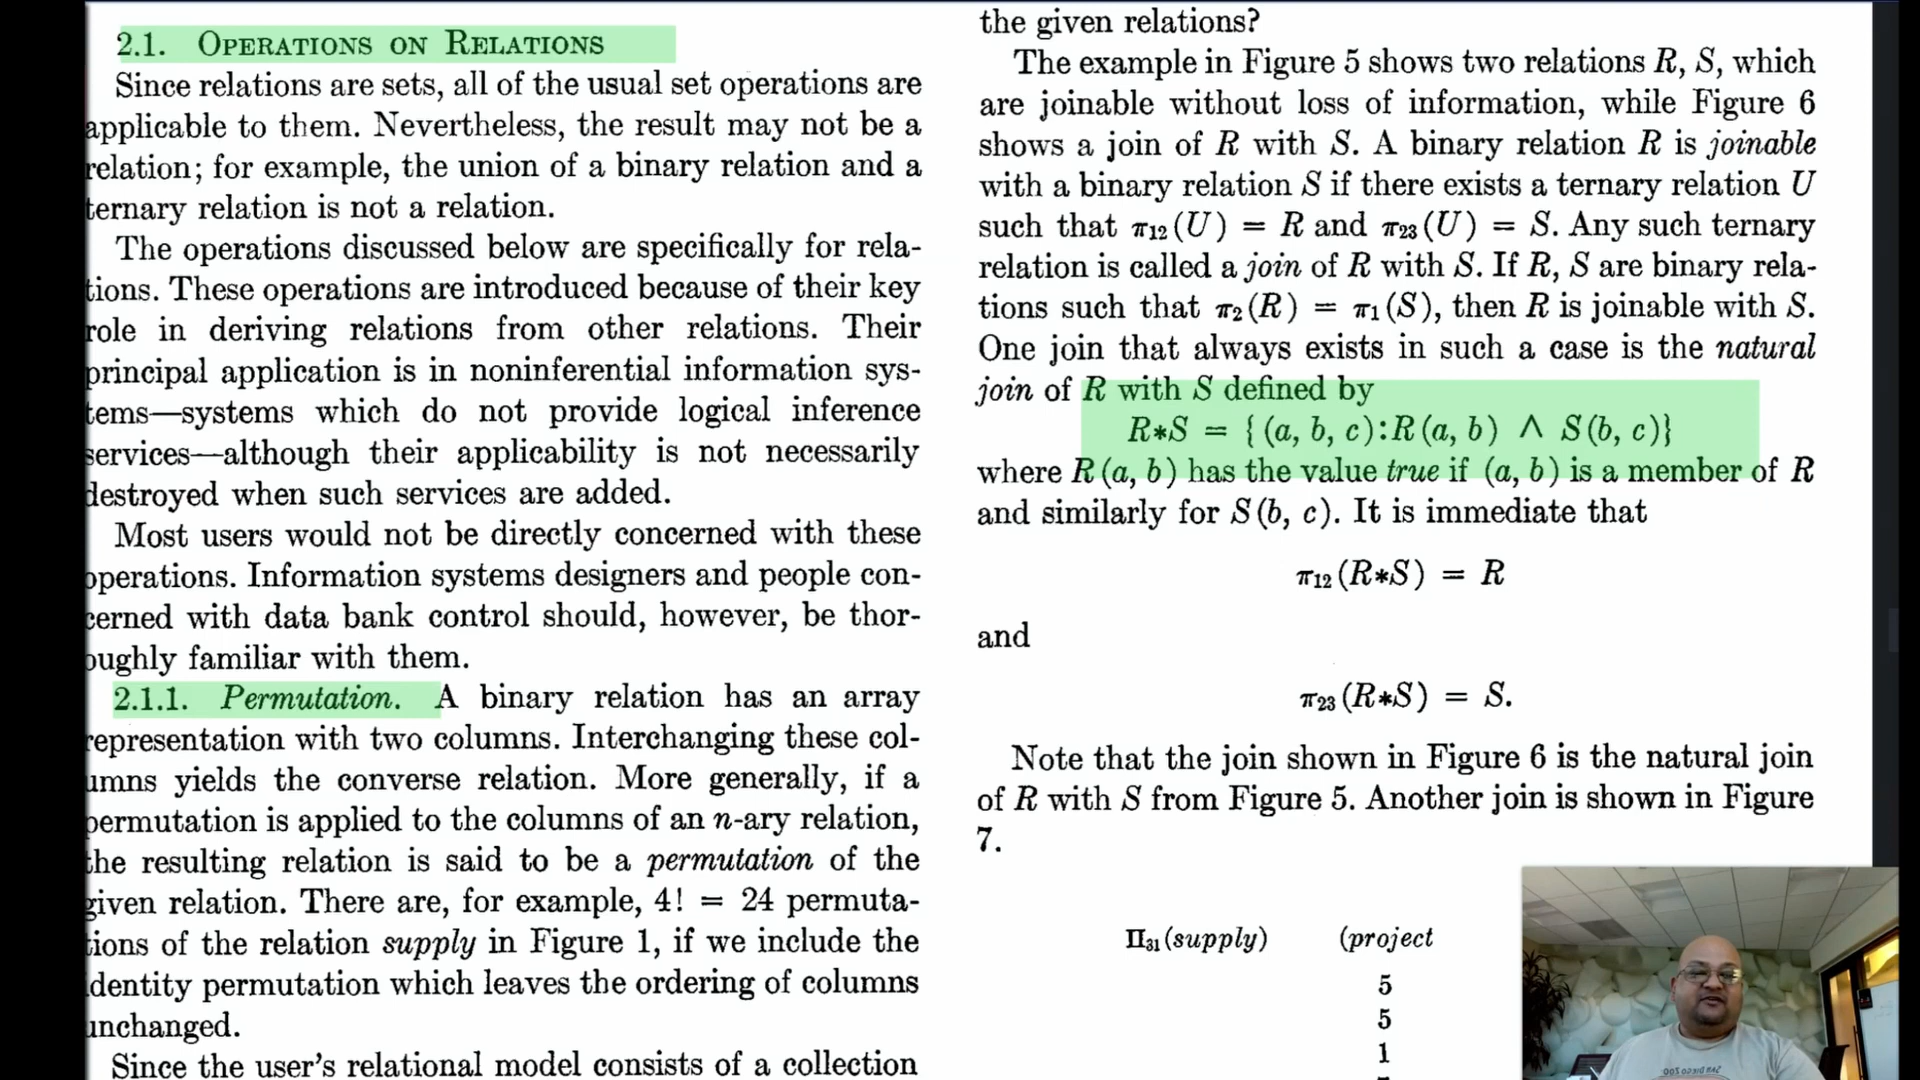 2.1. OPERATIONS ON RELATIONS
Since relations are sets, all of the usual set operations are
applicable to them. Nevertheless, the result may not be a
relation; for example, the union of a binary relation and a
ternary relation is not a relation.
The operations discussed below are specifically for rela-
tions. These operations are introduced because of their key
role in deriving relations from other relations. Their
principal application is in noninferential information sys-
tems—systems which do not provide logical inference
services—although their applicability is not necessarily
destroyed when such services are added.
Most users would not be directly concerned with these
operations. Information systems designers and people con-
cerned with data bank control should, however, be thor-
oughly familiar with them.
2.1.1. Permutation. A binary relation has an array
representation with two columns. Interchanging these col-
umns yields the converse relation. More generally, if a
permutation is applied to the columns of an n-ary relation,
the resulting relation is said to be a permutation of the
given relation. There are, for example, 4! = 24 permuta-
tions of the relation supply in Figure 1, if we include the
identity permutation which leaves the ordering of columns
unchanged.
Since the user's relational model consists of a collection
the given relations?
The example in Figure 5 shows two relations R, S, which
are joinable without loss of information, while Figure 6
shows a join of R with S. A binary relation R is joinable
with a binary relation S if there exists a ternary relation U
such that π12(U) = R and π23(U) = S. Any such ternary
relation is called a join of R with S. If R, S are binary rela-
tions such that π2(R) = π1(S), then R is joinable with S.
One join that always exists in such a case is the natural
join of R with S defined by
R*S = {(a, b, c):R(a, b) ∧ S(b, c)}
where R(a, b) has the value true if (a, b) is a member of R
and similarly for S(b, c). It is immediate that
π12(R*S) = R
and
π23(R*S) = S.
Note that the join shown in Figure 6 is the natural join
of R with S from Figure 5. Another join is shown in Figure
7.
Π31(supply) (project
5
5
1